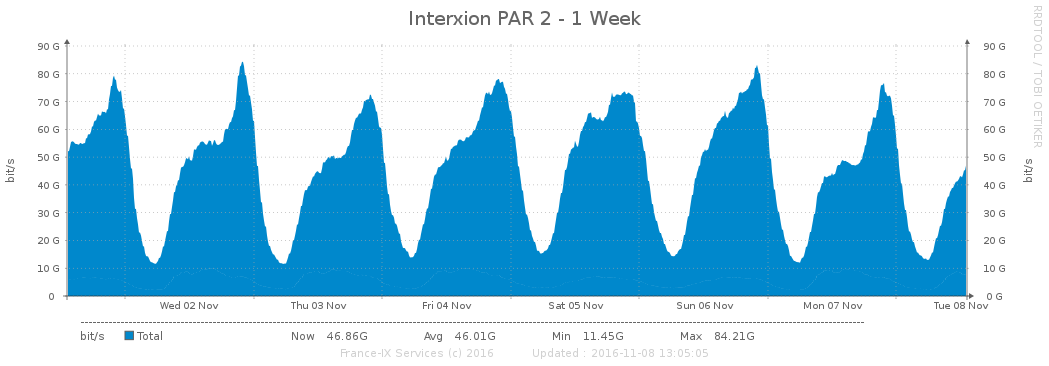 Interxion PAR 2 - 1 Week
RRDTOOL / TOBI OETIKER
90 G 90 G
80 G 80 G
70 G 70 G
60 G 60 G
50 G 50 G
40 G 40 G
30 G 30 G
20 G 20 G
10 G 10 G
0 0 G
bit/s bit/s
Wed 02 Nov Thu 03 Nov Fri 04 Nov Sat 05 Nov Sun 06 Nov Mon 07 Nov Tue 08 Nov
bit/s Total Now 46.86G Avg 46.01G Min 11.45G Max 84.21G
France-IX Services (c) 2016 Updated : 2016-11-08 13:05:05